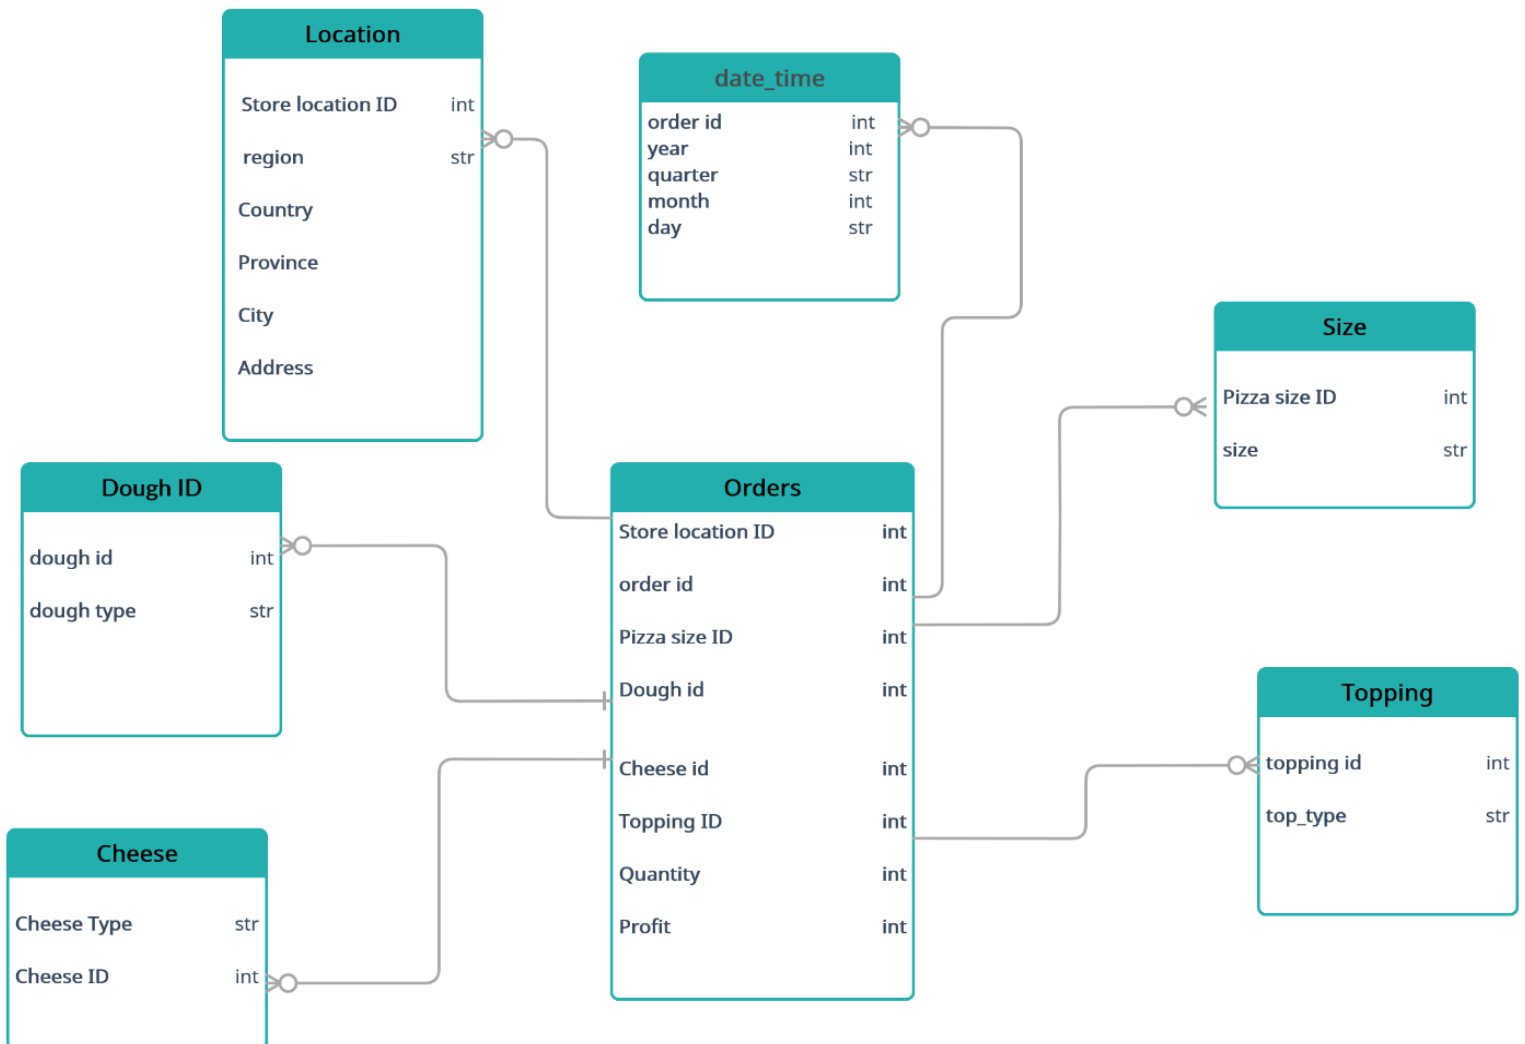 Location
Store location ID int
region str
Country
Province
City
Address
date_time
order id int
year int
quarter str
month int
day str
Size
Pizza size ID int
size str
Dough ID
dough id int
dough type str
Orders
Store location ID int
order id int
Pizza size ID int
Dough id int
Cheese id int
Topping ID int
Quantity int
Profit int
Topping
topping id int
top_type str
Cheese
Cheese Type str
Cheese ID int